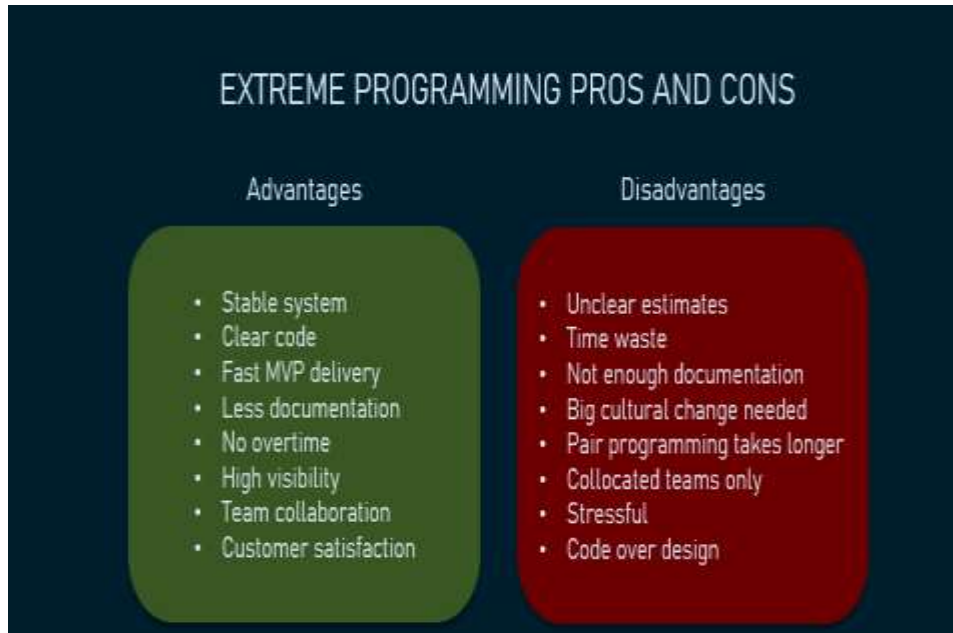 EXTREME PROGRAMMING PROS AND CONS
Advantages
• Stable system
• Clear code
• Fast MVP delivery
• Less documentation
• No overtime
• High visibility
• Team collaboration
• Customer satisfaction
Disadvantages
• Unclear estimates
• Time waste
• Not enough documentation
• Big cultural change needed
• Pair programming takes longer
• Collocated teams only
• Stressful
• Code over design